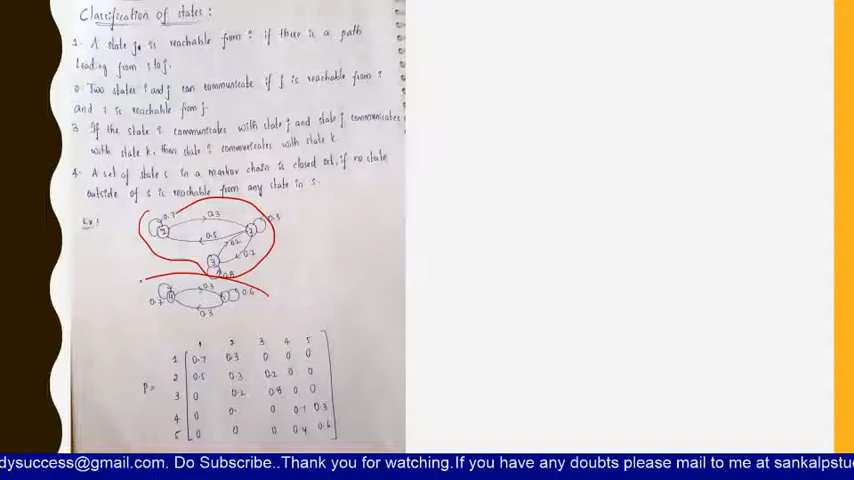 Classification of states:
1. A state j is reachable from i if there is a path
leading from i to j.
2. Two states i and j can communicate if j is reachable from i
and i is reachable from j.
3 If the state i communicates with state j and state j communicates
with state k, then state i communicates with state k.
4. A set of states in a markov chain is closed set, if no state
outside of s is reachable from any state in s.
Ex:
0.7 0.3 0.3
1 2
0.5
0.2
3 0.2
0.8
0.3 0.6
0.7 4
0.3
1 2 3 4 5
1 0.7 0.3 0 0 0
2 0.5 0.3 0.2 0 0
P=
3 0 0.2 0.8 0 0
4 0 0. 0 0.7 0.3
5 0 0 0 0.4 0.6
dysuccess@gmail.com. Do Subscribe..Thank you for watching.If you have any doubts please mail to me at sankalpstu